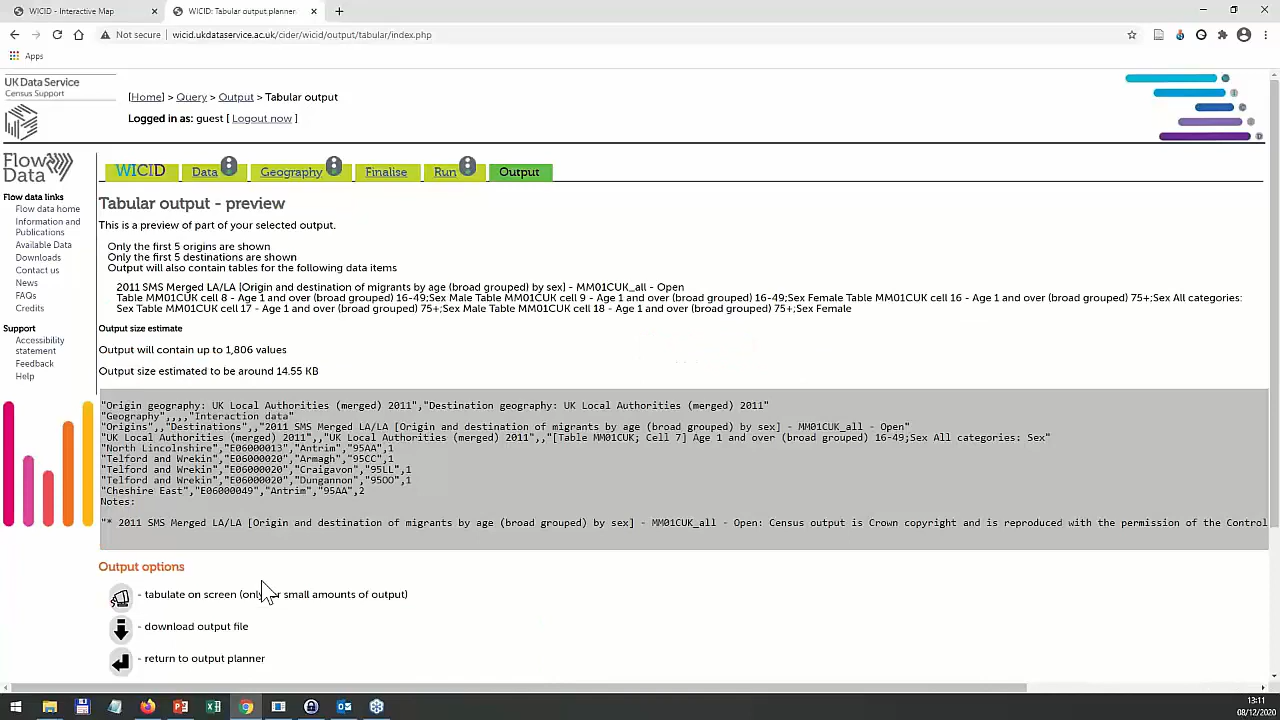 WICID - Interactive Map
WICID: Tabular output planner
Not secure
wicid.ukdataservice.ac.uk/cider/wicid/output/tabular/index.php
Apps
UK Data Service
Census Support
[Home] > Query > Output > Tabular output
Logged in as: guest [ Logout now ]
Flow
Data
Flow data links
Flow data home
Information and
Publications
Available Data
Downloads
Contact us
News
FAQs
Credits
Support
Accessibility
statement
Feedback
Help
WICID
Data
Geography
Finalise
Run
Output
Tabular output - preview
This is a preview of part of your selected output.
Only the first 5 origins are shown
Only the first 5 destinations are shown
Output will also contain tables for the following data items
2011 SMS Merged LA/LA [Origin and destination of migrants by age (broad grouped) by sex] - MM01CUK_all - Open
Table MM01CUK cell 8 - Age 1 and over (broad grouped) 16-49;Sex Male Table MM01CUK cell 9 - Age 1 and over (broad grouped) 16-49;Sex Female Table MM01CUK cell 16 - Age 1 and over (broad grouped) 75+;Sex All categories:
Sex Table MM01CUK cell 17 - Age 1 and over (broad grouped) 75+;Sex Male Table MM01CUK cell 18 - Age 1 and over (broad grouped) 75+;Sex Female
Output size estimate
Output will contain up to 1,806 values
Output size estimated to be around 14.55 KB
"Origin geography: UK Local Authorities (merged) 2011","Destination geography: UK Local Authorities (merged) 2011"
"Geography",,,,"Interaction data"
"Origins",,"Destinations",,"2011 SMS Merged LA/LA [Origin and destination of migrants by age (broad grouped) by sex] - MM01CUK_all - Open"
"UK Local Authorities (merged) 2011",,"UK Local Authorities (merged) 2011",,"[Table MM01CUK; Cell 7] Age 1 and over (broad grouped) 16-49;Sex All categories: Sex"
"North Lincolnshire","E06000013","Antrim","95AA",1
"Telford and Wrekin","E06000020","Armagh","95CC",1
"Telford and Wrekin","E06000020","Craigavon","95LL",1
"Telford and Wrekin","E06000020","Dungannon","95OO",1
"Cheshire East","E06000049","Antrim","95AA",2
Notes:
"* 2011 SMS Merged LA/LA [Origin and destination of migrants by age (broad grouped) by sex] - MM01CUK_all - Open: Census output is Crown copyright and is reproduced with the permission of the Control
Output options
- tabulate on screen (only r small amounts of output)
- download output file
- return to output planner
13:11
08/12/2020